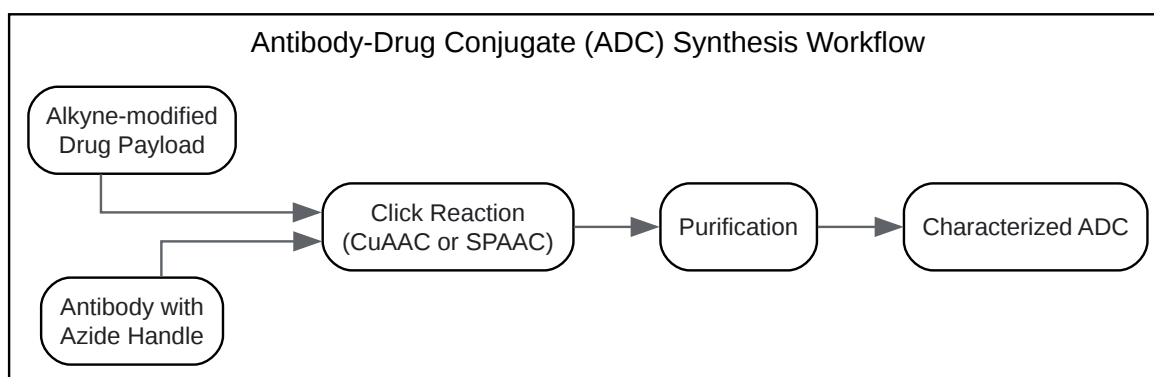 Antibody-Drug Conjugate (ADC) Synthesis Workflow
Alkyne-modified
Drug Payload
Click Reaction
(CuAAC or SPAAC)
Purification
Characterized ADC
Antibody with
Azide Handle